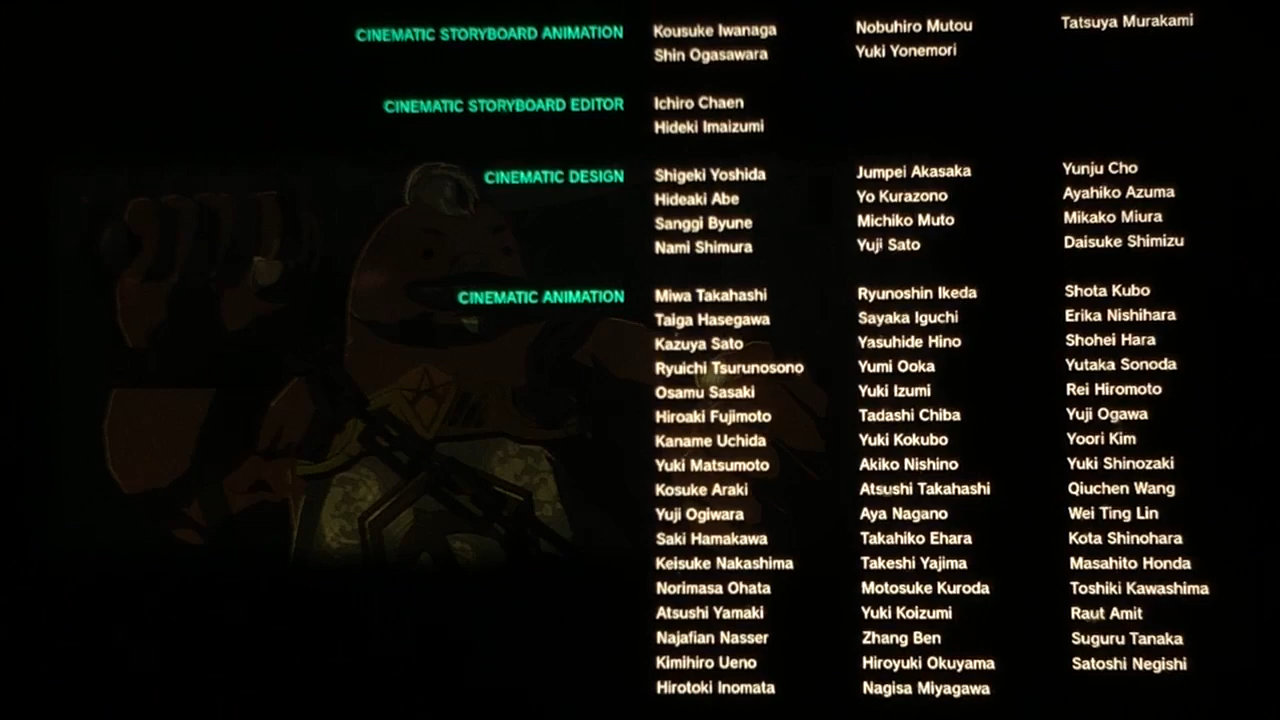 CINEMATIC STORYBOARD ANIMATION Kousuke Iwanaga Nobuhiro Mutou Tatsuya Murakami
Shin Ogasawara Yuki Yonemori
CINEMATIC STORYBOARD EDITOR Ichiro Chaen
Hideki Imaizumi
CINEMATIC DESIGN Shigeki Yoshida Jumpei Akasaka Yunju Cho
Hideaki Abe Yo Kurazono Ayahiko Azuma
Sanggi Byune Michiko Muto Mikako Miura
Nami Shimura Yuji Sato Daisuke Shimizu
CINEMATIC ANIMATION Miwa Takahashi Ryunoshin Ikeda Shota Kubo
Taiga Hasegawa Sayaka Iguchi Erika Nishihara
Kazuya Sato Yasuhide Hino Shohei Hara
Ryuichi Tsurunosono Yumi Ooka Yutaka Sonoda
Osamu Sasaki Yuki Izumi Rei Hiromoto
Hiroaki Fujimoto Tadashi Chiba Yuji Ogawa
Kaname Uchida Yuki Kokubo Yoori Kim
Yuki Matsumoto Akiko Nishino Yuki Shinozaki
Kosuke Araki Atsushi Takahashi Qiuchen Wang
Yuji Ogiwara Aya Nagano Wei Ting Lin
Saki Hamakawa Takahiko Ehara Kota Shinohara
Keisuke Nakashima Takeshi Yajima Masahito Honda
Norimasa Ohata Motosuke Kuroda Toshiki Kawashima
Atsushi Yamaki Yuki Koizumi Raut Amit
Najafian Nasser Zhang Ben Suguru Tanaka
Kimihiro Ueno Hiroyuki Okuyama Satoshi Negishi
Hirotoki Inomata Nagisa Miyagawa